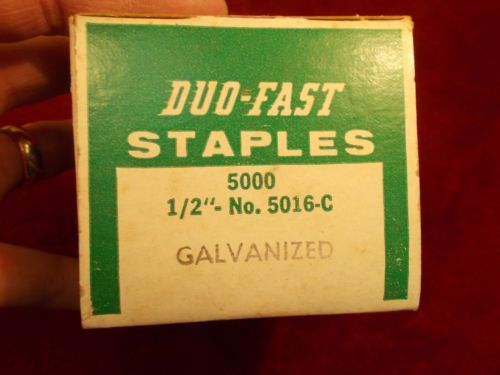 DUO-FAST
STAPLES
5000
1/2"- No. 5016-C
GALVANIZED